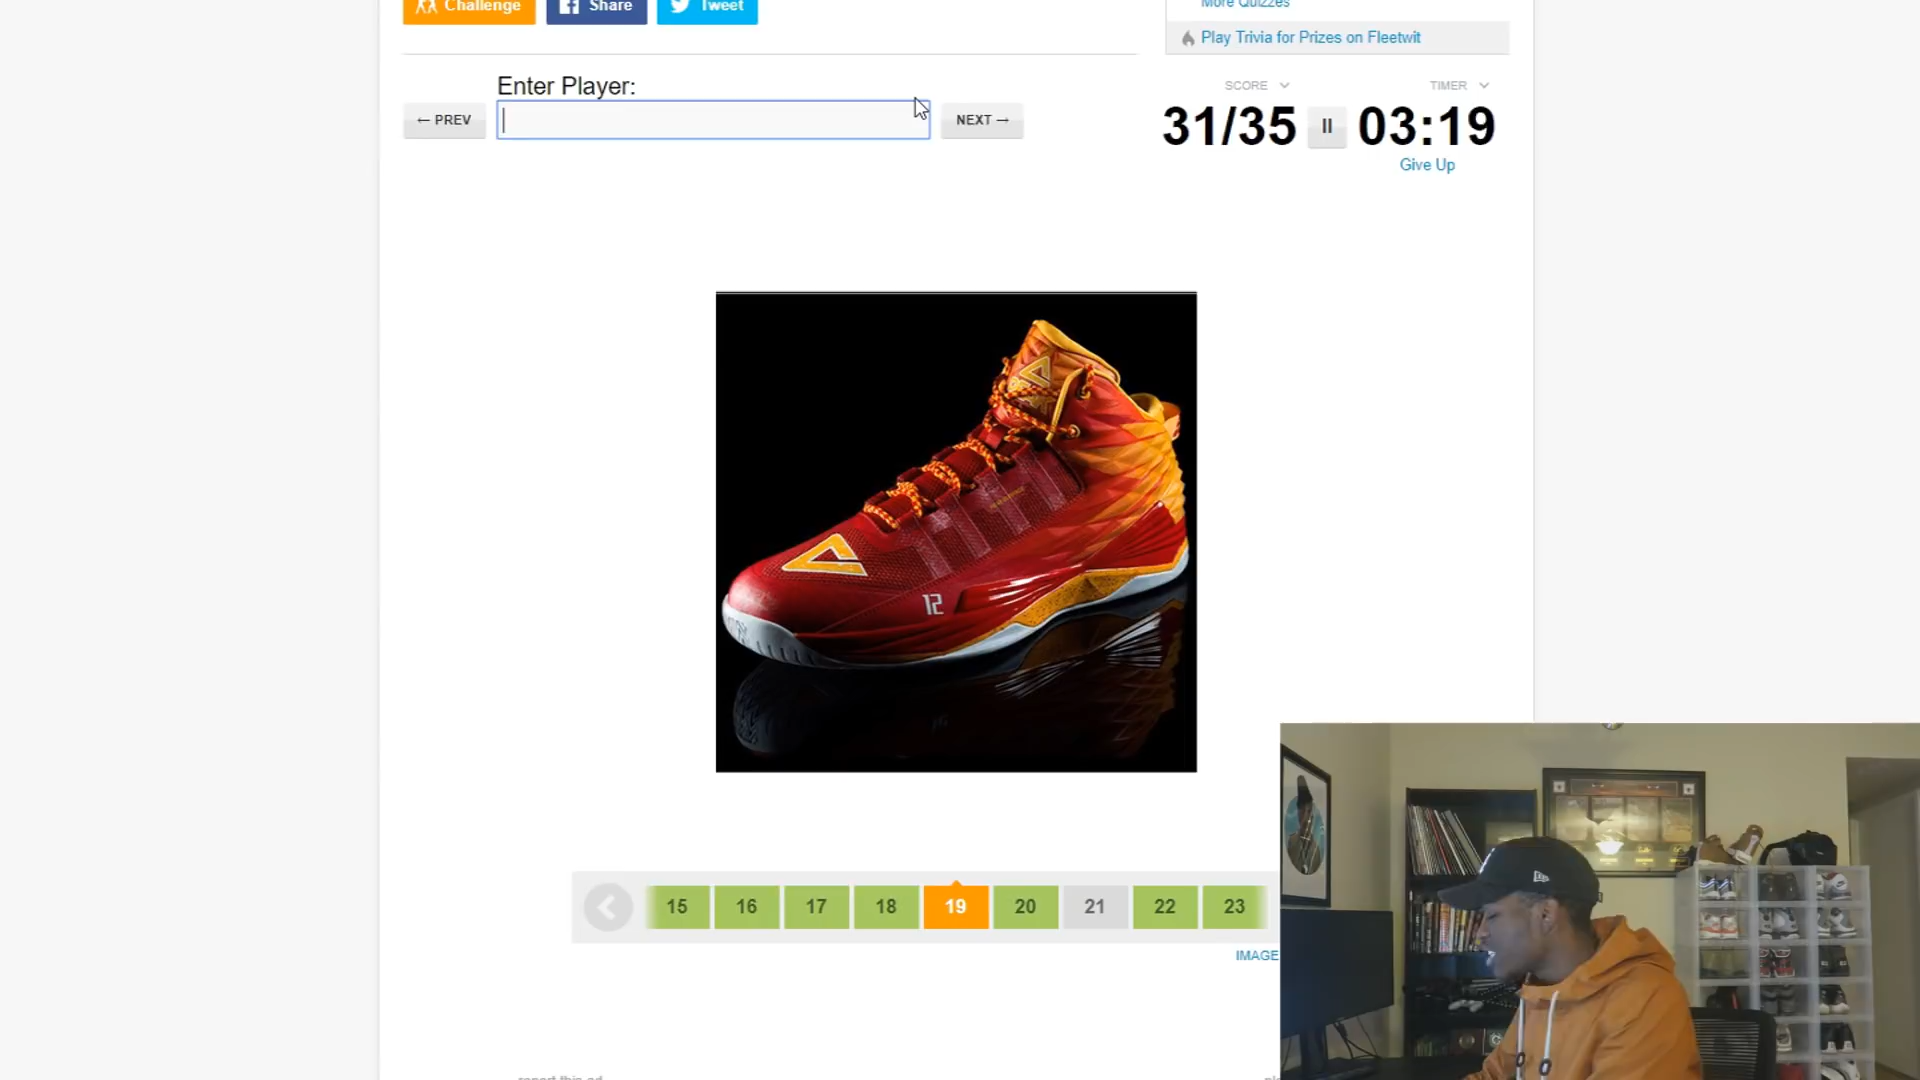 Challenge
Share
Tweet
More Quizzes
Play Trivia for Prizes on Fleetwit
Enter Player:
← PREV
NEXT →
SCORE
31/35
TIMER
03:19
Give Up
12
15
16
17
18
19
20
21
22
23
IMAGE